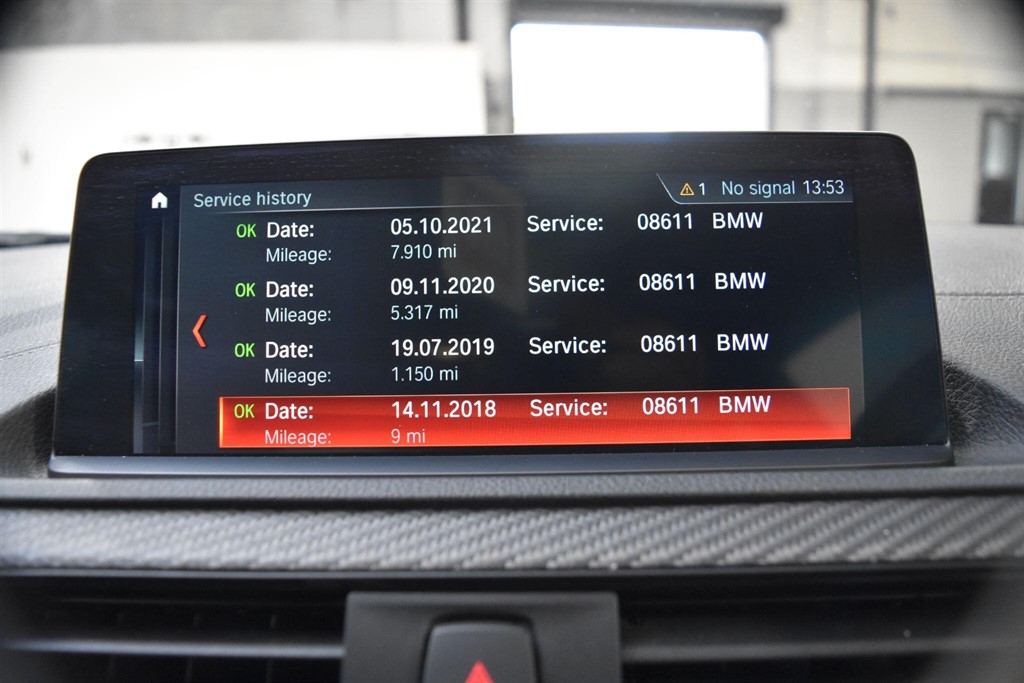 Service history
1 No signal 13:53
OK Date: 05.10.2021 Service: 08611 BMW
Mileage: 7.910 mi
OK Date: 09.11.2020 Service: 08611 BMW
Mileage: 5.317 mi
OK Date: 19.07.2019 Service: 08611 BMW
Mileage: 1.150 mi
OK Date: 14.11.2018 Service: 08611 BMW
Mileage: 9 mi